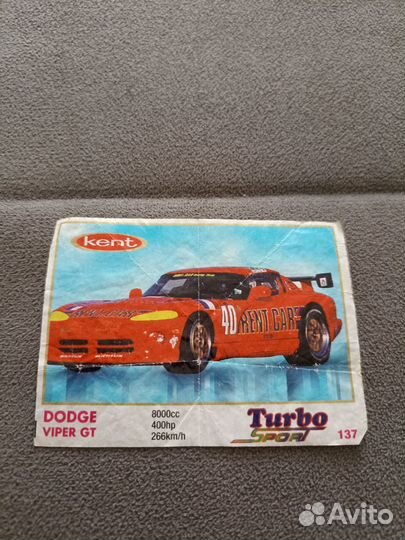 kent
40 RENT CAR
DODGE
VIPER GT
8000cc
400hp
266km/h
Turbo
SPORT
137
Avito